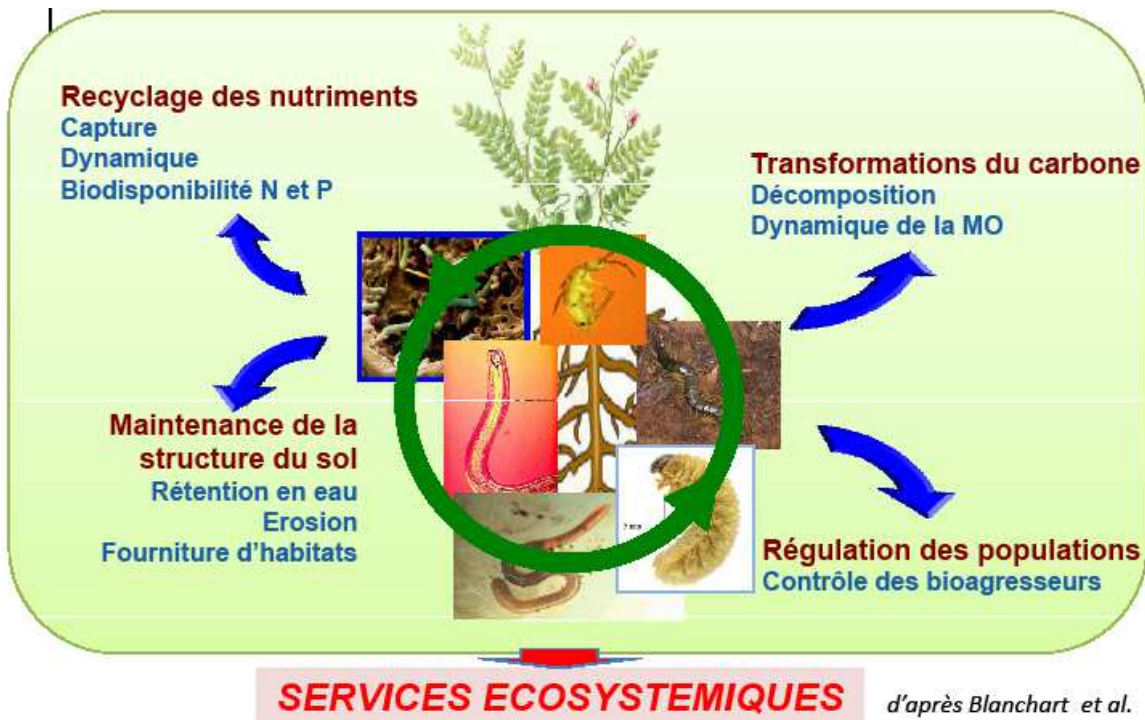 Recyclage des nutriments
Capture
Dynamique
Biodisponibilité N et P
Transformations du carbone
Décomposition
Dynamique de la MO
Maintenance de la
structure du sol
Rétention en eau
Erosion
Fourniture d'habitats
Régulation des populations
Contrôle des bioagresseurs
SERVICES ECOSYSTEMIQUES
d'après Blanchart et al.